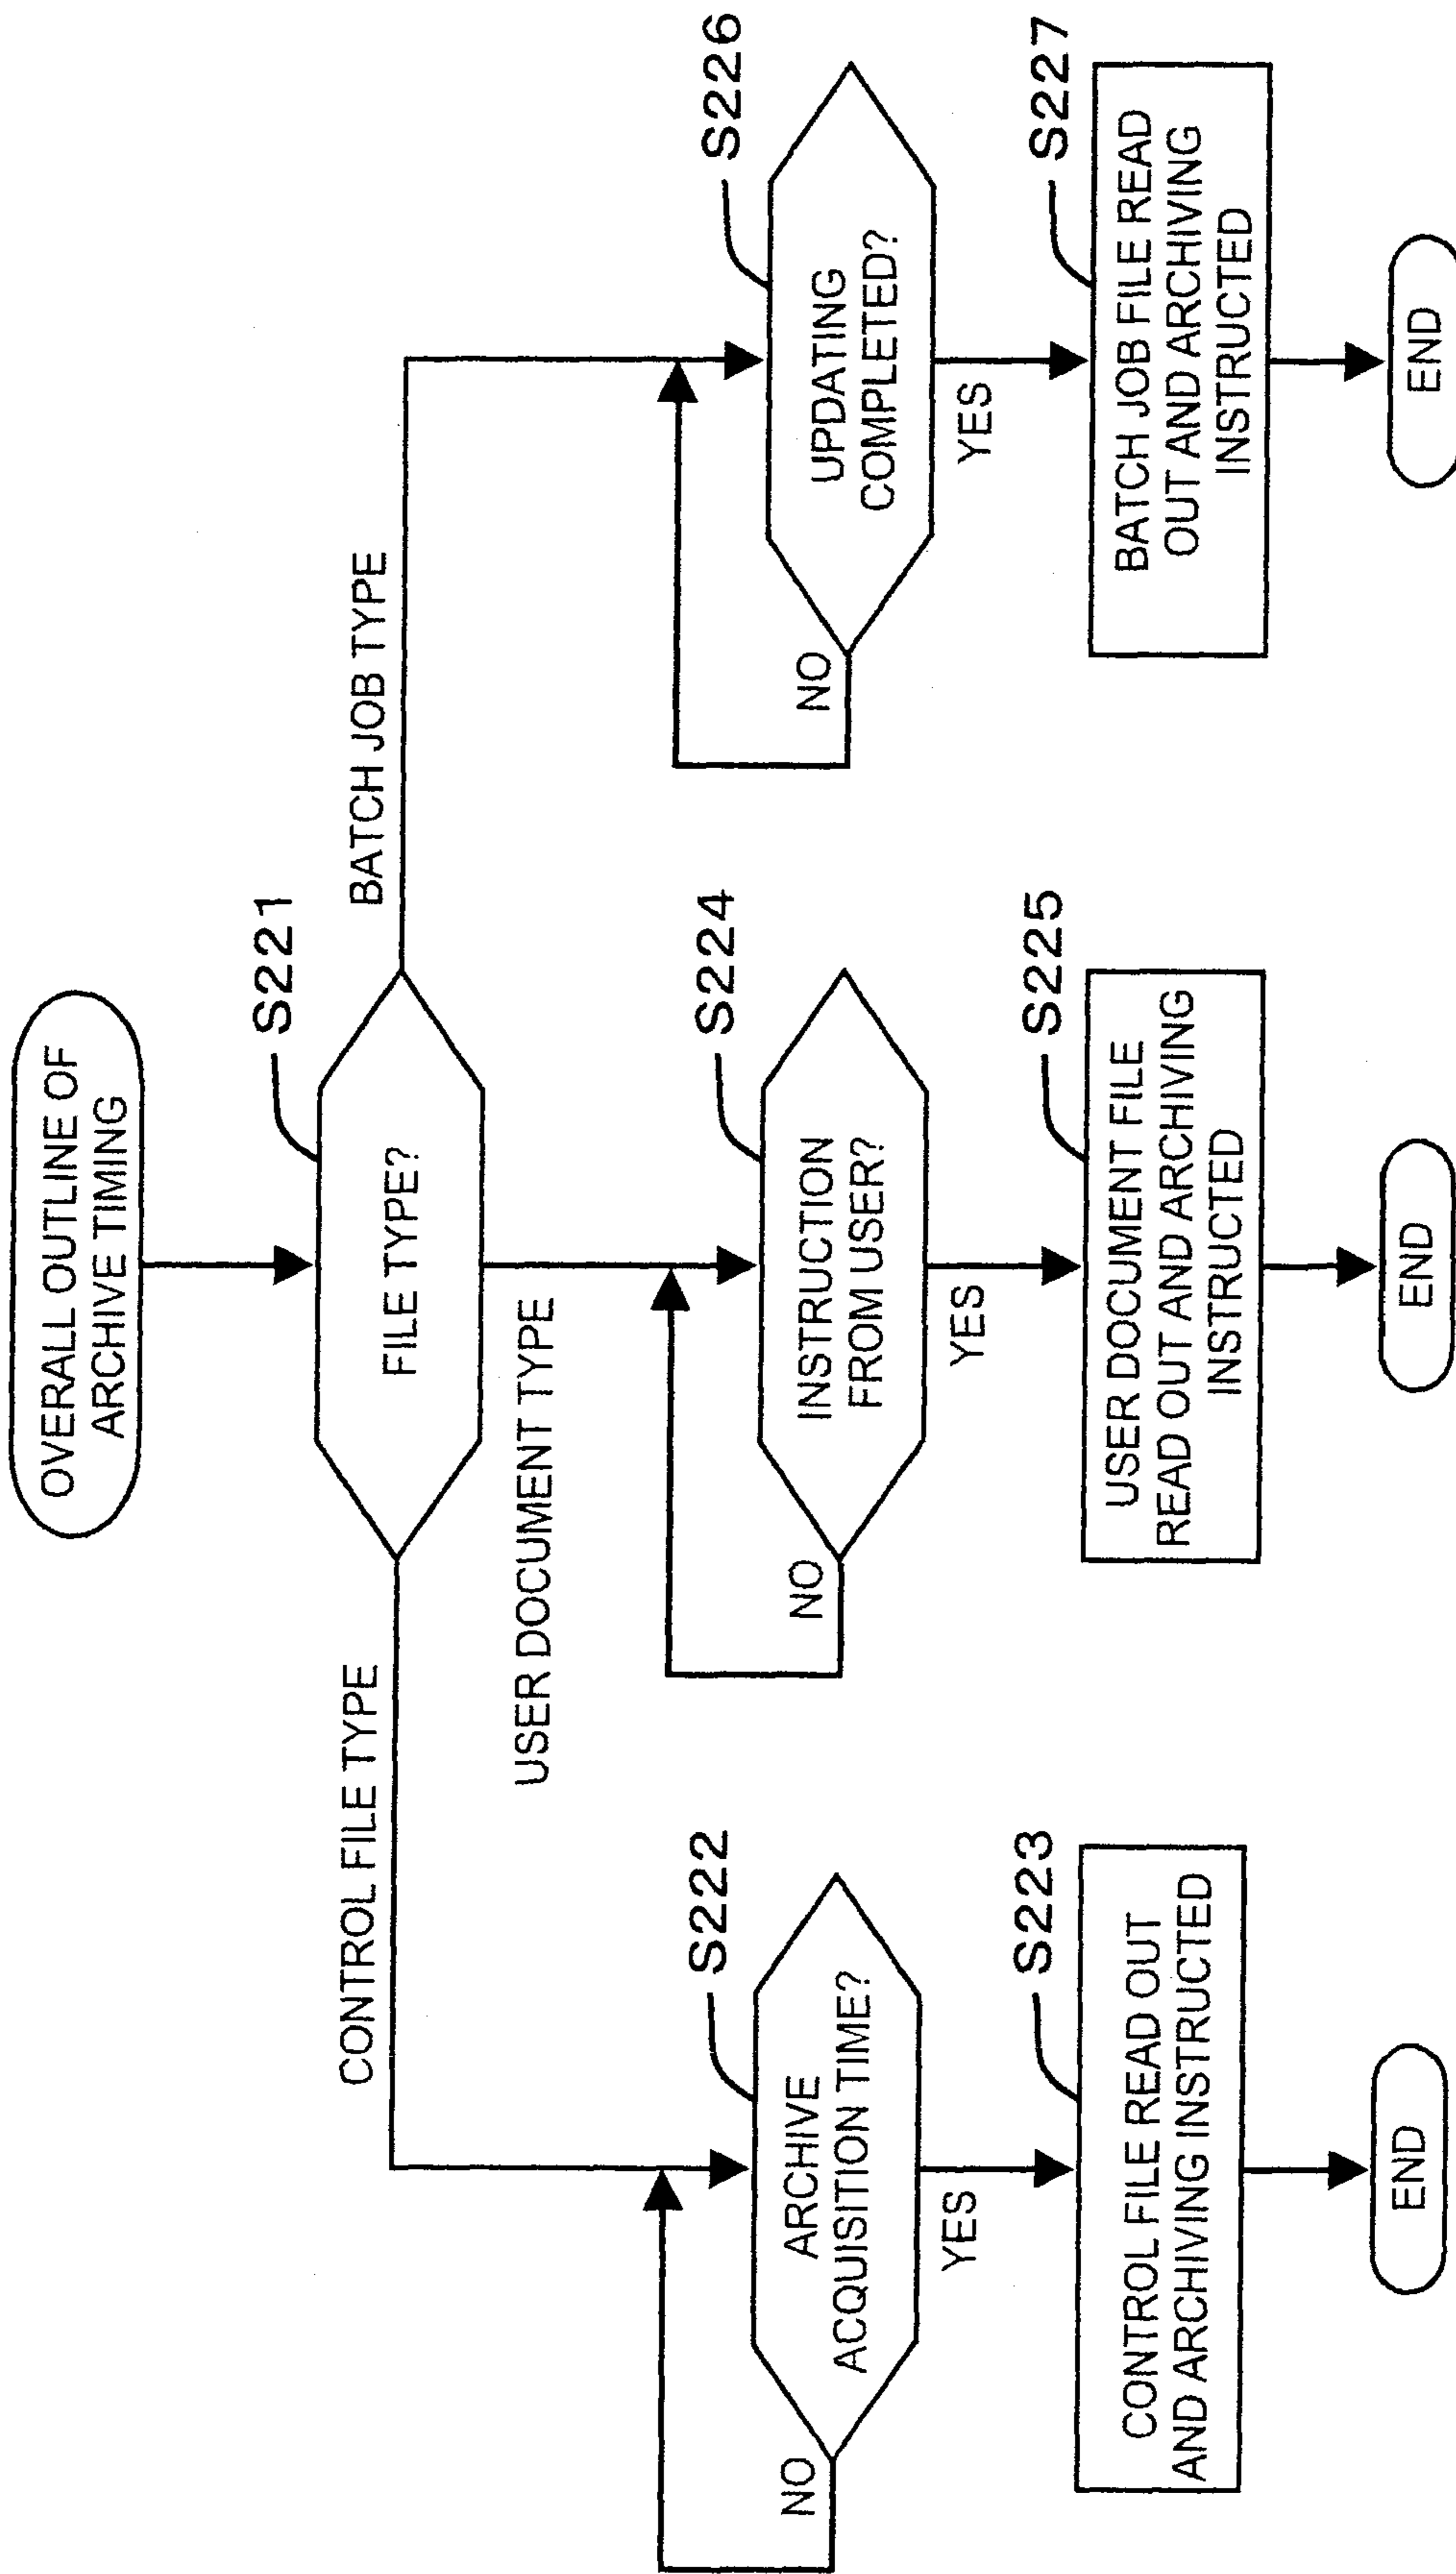 OVERALL OUTLINE OF
ARCHIVE TIMING
S221
FILE TYPE?
CONTROL FILE TYPE
USER DOCUMENT TYPE
BATCH JOB TYPE
S222
ARCHIVE
ACQUISITION TIME?
NO
YES
S223
CONTROL FILE READ OUT
AND ARCHIVING INSTRUCTED
END
S224
INSTRUCTION
FROM USER?
NO
YES
S225
USER DOCUMENT FILE
READ OUT AND ARCHIVING
INSTRUCTED
END
S226
UPDATING
COMPLETED?
NO
YES
S227
BATCH JOB FILE READ
OUT AND ARCHIVING
INSTRUCTED
END